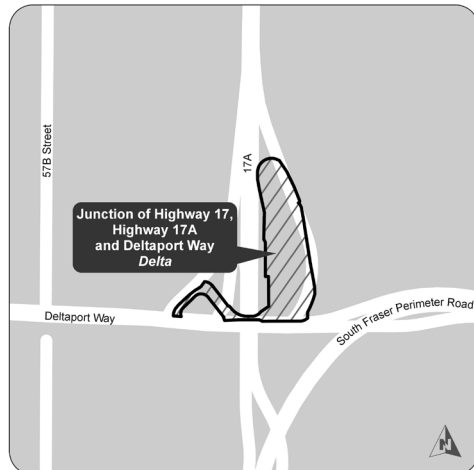 57B Street
17A
Junction of Highway 17,
Highway 17A
and Deltaport Way
Delta
Deltaport Way
South Fraser Perimeter Road
N